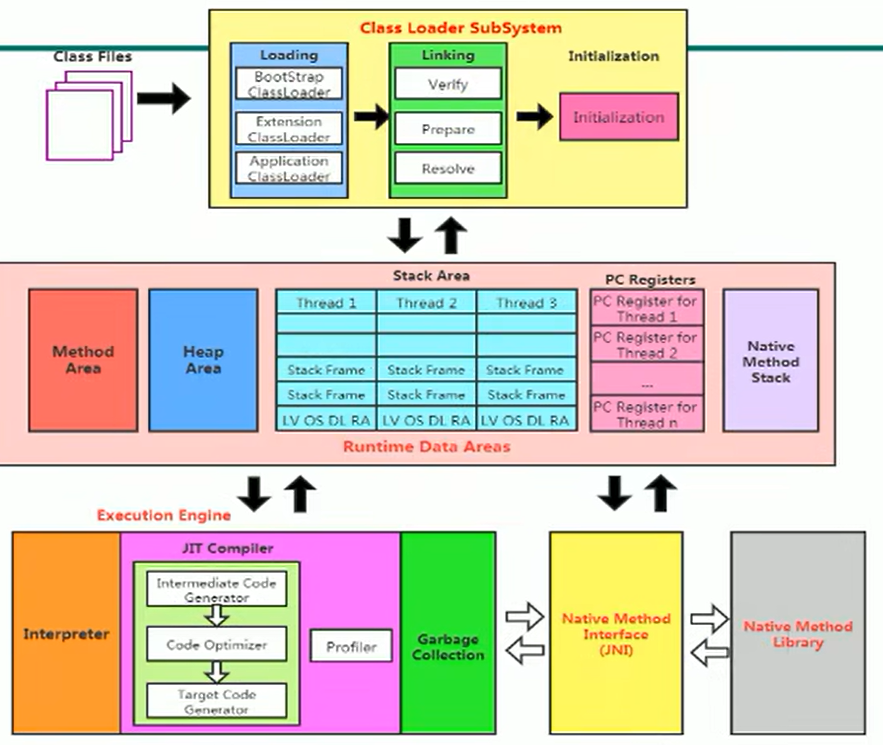 Class Loader SubSystem
Class Files
Loading
Linking
Initialization
BootStrap
ClassLoader
Extension
ClassLoader
Application
ClassLoader
Verify
Prepare
Resolve
Initialization
Stack Area
PC Registers
Method
Area
Heap
Area
Thread 1
Thread 2
Thread 3
Stack Frame
Stack Frame
Stack Frame
Stack Frame
Stack Frame
Stack Frame
LV OS DL RA
LV OS DL RA
LV OS DL RA
PC Register for
Thread 1
PC Register for
Thread 2
...
PC Register for
Thread n
Native
Method
Stack
Runtime Data Areas
Execution Engine
Interpreter
JIT Compiler
Intermediate Code
Generator
Code Optimizer
Target Code
Generator
Profiler
Garbage
Collection
Native Method
Interface
(JNI)
Native Method
Library